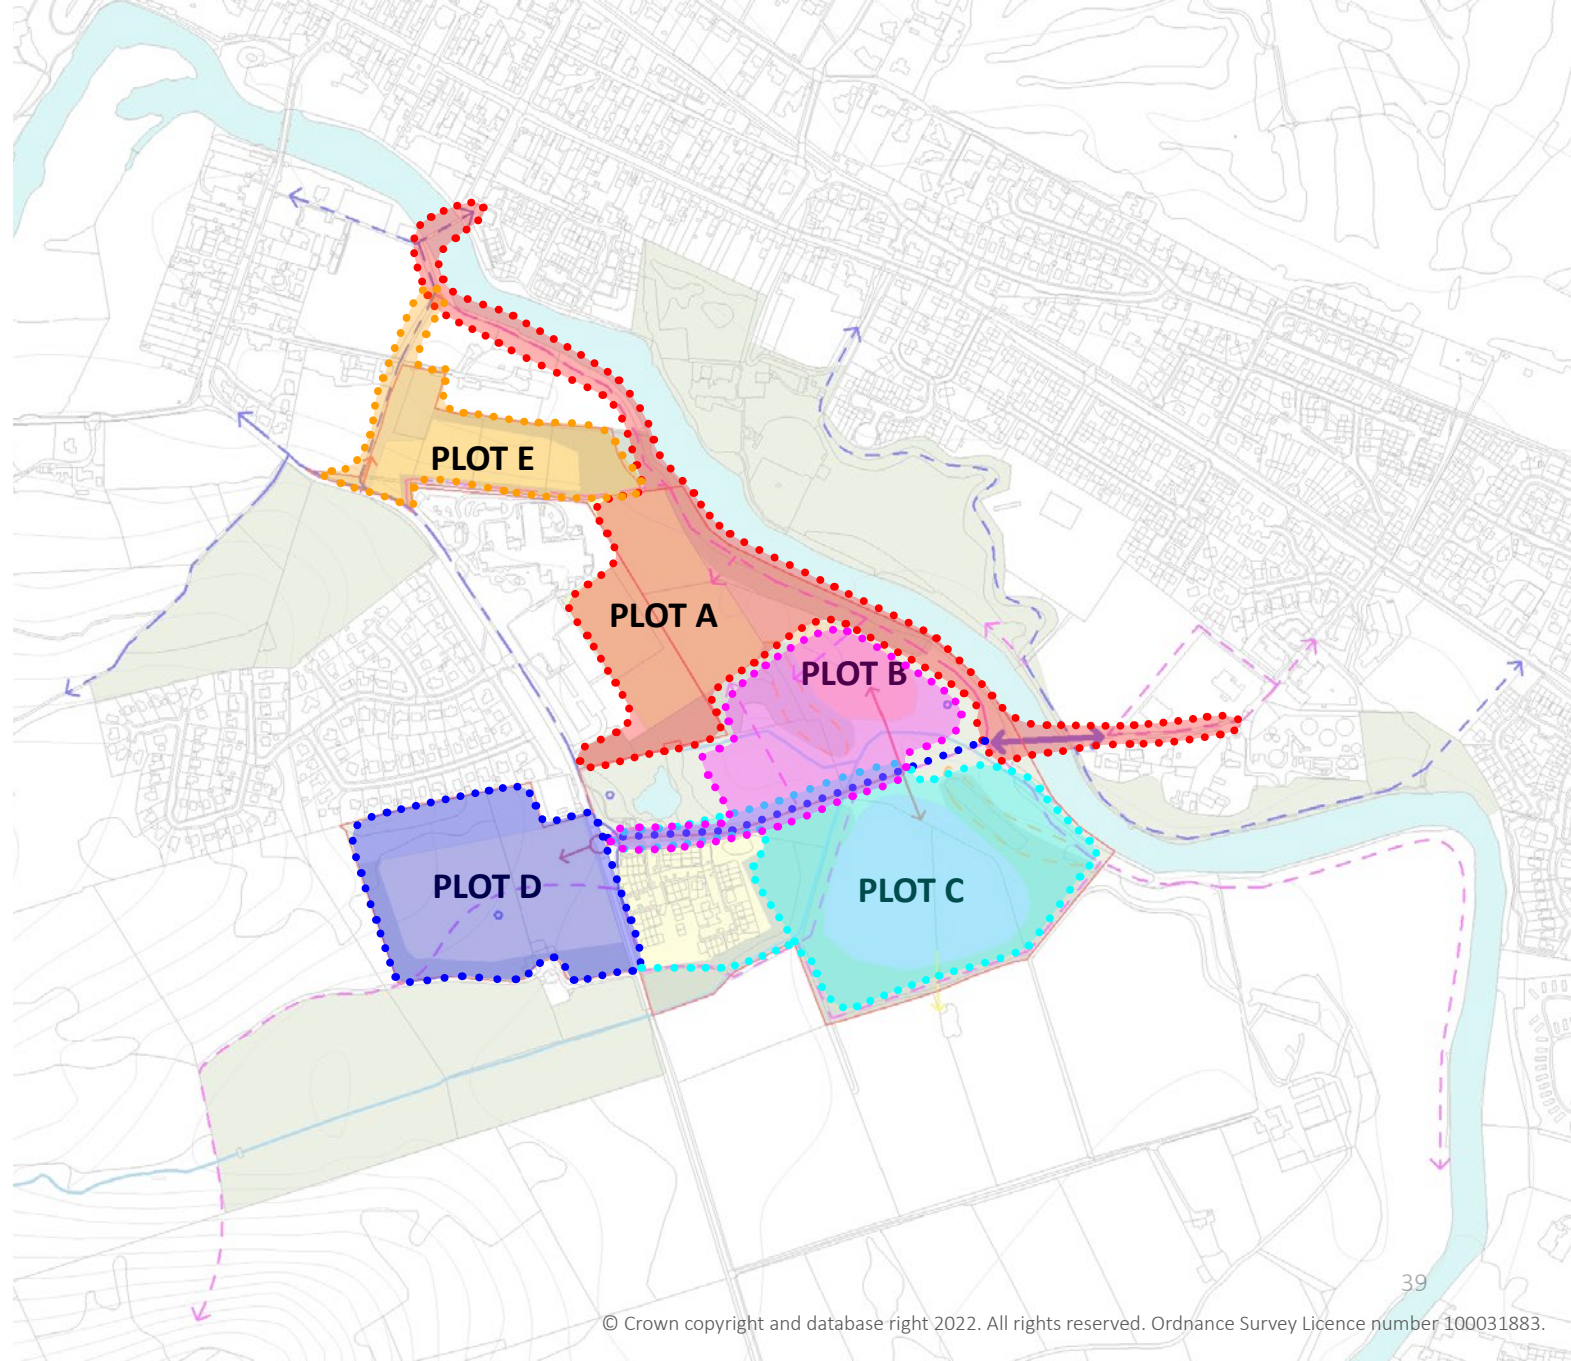 PLOT E
PLOT A
PLOT B
PLOT D
PLOT C
39
© Crown copyright and database right 2022. All rights reserved. Ordnance Survey Licence number 100031883.